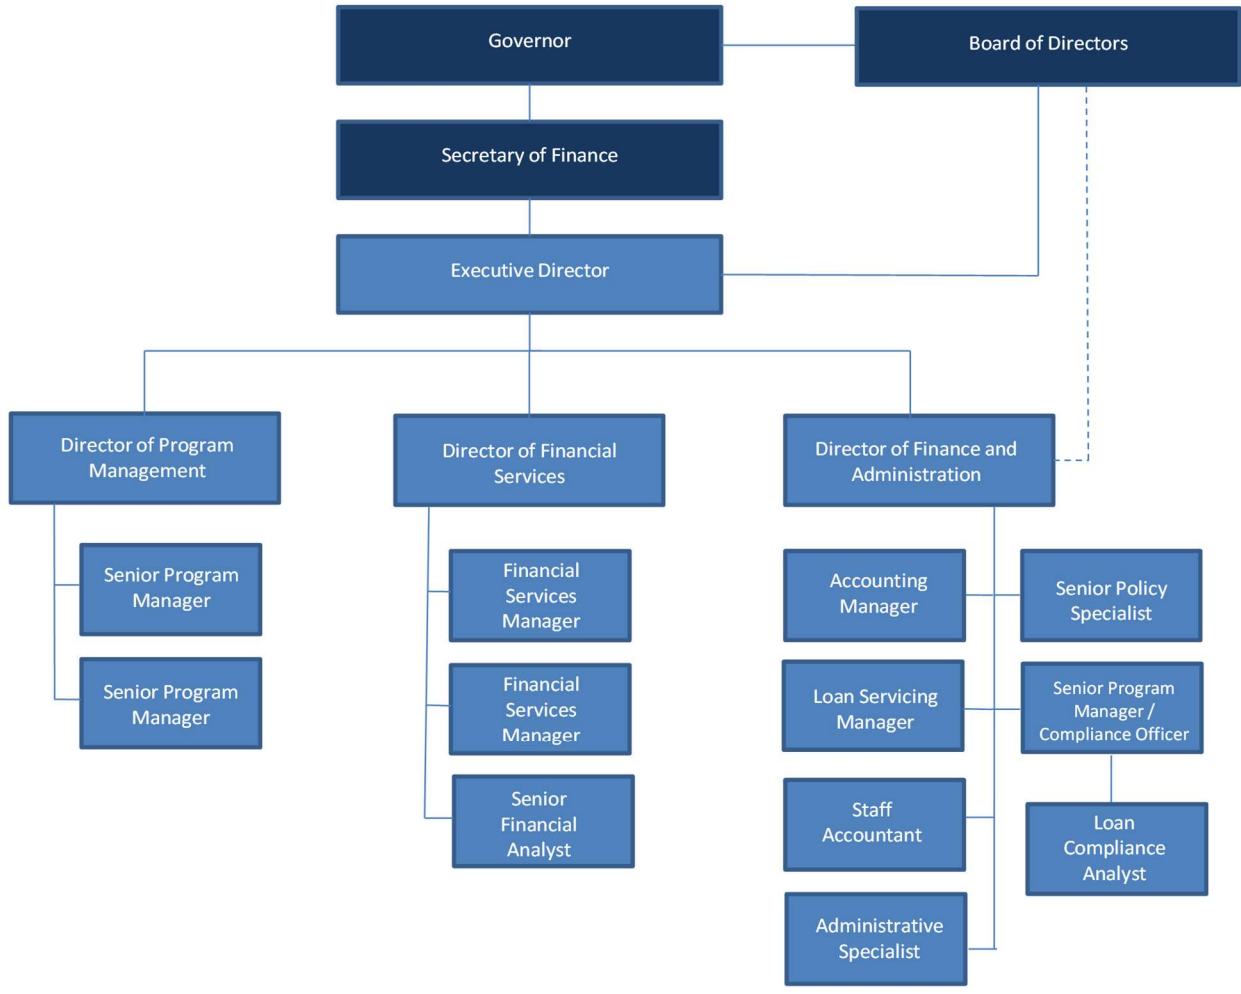 Governor
Board of Directors
Secretary of Finance
Executive Director
Director of Program
Management
Director of Financial
Services
Director of Finance and
Administration
Senior Program
Manager
Senior Program
Manager
Financial
Services
Manager
Financial
Services
Manager
Senior
Financial
Analyst
Accounting
Manager
Senior Policy
Specialist
Loan Servicing
Manager
Senior Program
Manager /
Compliance Officer
Staff
Accountant
Loan
Compliance
Analyst
Administrative
Specialist